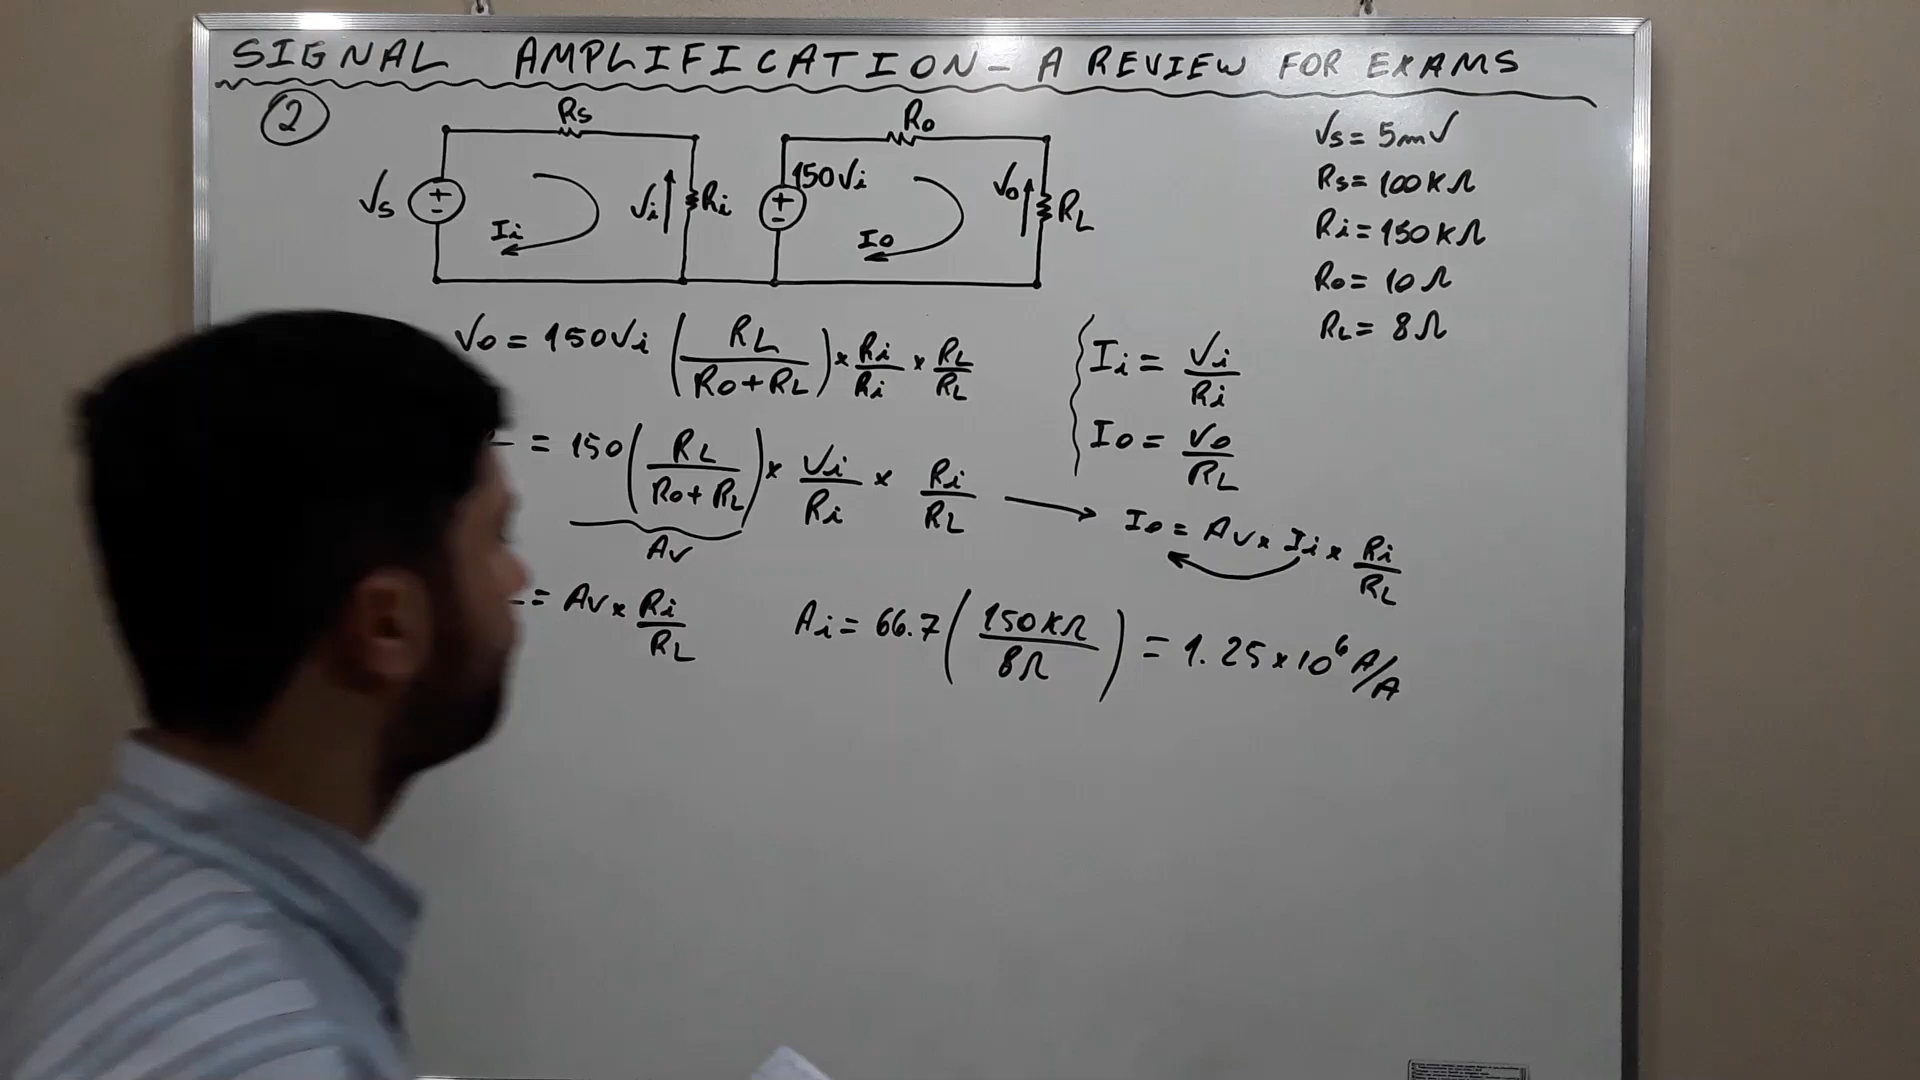 SIGNAL AMPLIFICATION - A REVIEW FOR EXAMS
2
Rs
Ro
Vs
+
-
Ii
Vi
Ri
150Vi
+
-
Io
Vo
RL
Vs = 5mV
Rs = 100KΩ
Ri = 150KΩ
Ro = 10Ω
RL = 8Ω
Vo = 150Vi (RL / (Ro + RL)) × Ri/Ri × RL/RL
= 150 (RL / (Ro + RL)) × Vi/Ri × Ri/RL
Av
Ii = Vi/Ri
Io = Vo/RL
Io = Av × Ii × Ri/RL
= Av × Ri/RL
Ai = 66.7 (150KΩ / 8Ω) = 1.25 × 10⁶ A/A